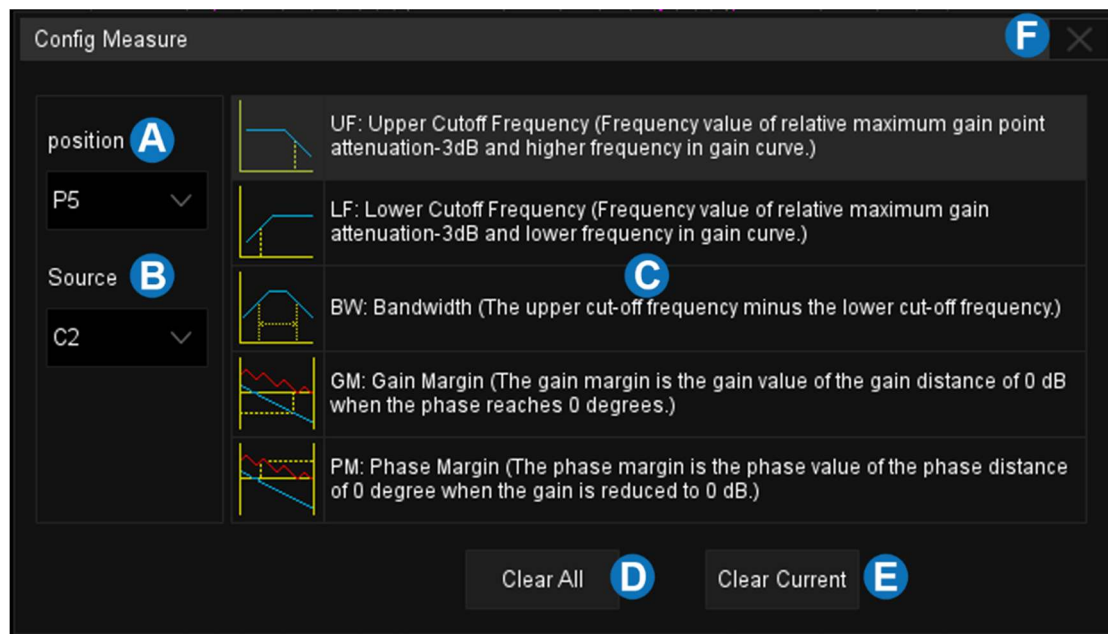 Config Measure
F
position A
P5
Source B
C2
UF: Upper Cutoff Frequency (Frequency value of relative maximum gain point
attenuation-3dB and higher frequency in gain curve.)
LF: Lower Cutoff Frequency (Frequency value of relative maximum gain
attenuation-3dB and lower frequency in gain curve.)
C
BW: Bandwidth (The upper cut-off frequency minus the lower cut-off frequency.)
GM: Gain Margin (The gain margin is the gain value of the gain distance of 0 dB
when the phase reaches 0 degrees.)
PM: Phase Margin (The phase margin is the phase value of the phase distance
of 0 degree when the gain is reduced to 0 dB.)
Clear All D
Clear Current E